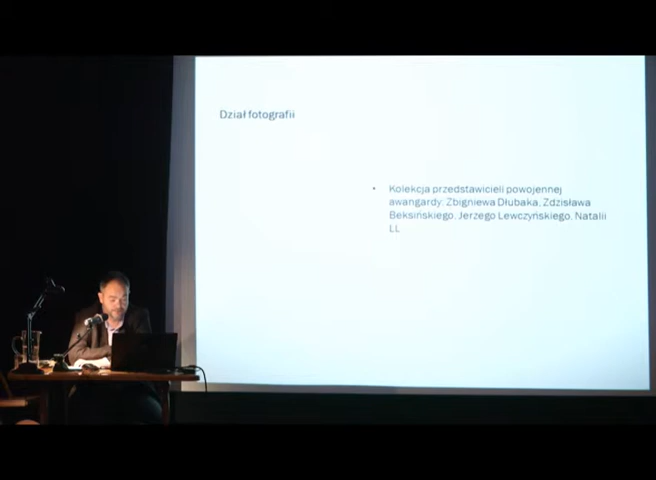 Dział fotografii
• Kolekcja przedstawicieli powojennej
awangardy: Zbigniewa Dłubaka, Zdzisława
Beksińskiego, Jerzego Lewczyńskiego, Natalii
LL